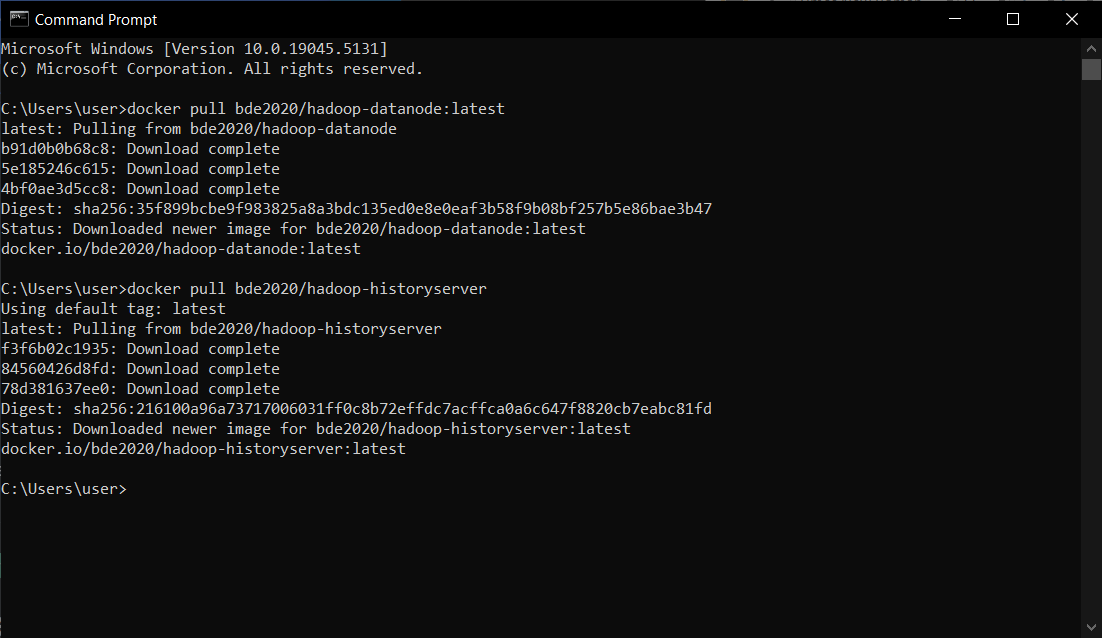 Command Prompt
Microsoft Windows [Version 10.0.19045.5131]
(c) Microsoft Corporation. All rights reserved.
C:\Users\user>docker pull bde2020/hadoop-datanode:latest
latest: Pulling from bde2020/hadoop-datanode
b91d0b0b68c8: Download complete
5e185246c615: Download complete
4bf0ae3d5cc8: Download complete
Digest: sha256:35f899bcbe9f983825a8a3bdc135ed0e8e0eaf3b58f9b08bf257b5e86bae3b47
Status: Downloaded newer image for bde2020/hadoop-datanode:latest
docker.io/bde2020/hadoop-datanode:latest
C:\Users\user>docker pull bde2020/hadoop-historyserver
Using default tag: latest
latest: Pulling from bde2020/hadoop-historyserver
f3f6b02c1935: Download complete
84560426d8fd: Download complete
78d381637ee0: Download complete
Digest: sha256:216100a96a73717006031ff0c8b72effdc7acffca0a6c647f8820cb7eabc81fd
Status: Downloaded newer image for bde2020/hadoop-historyserver:latest
docker.io/bde2020/hadoop-historyserver:latest
C:\Users\user>